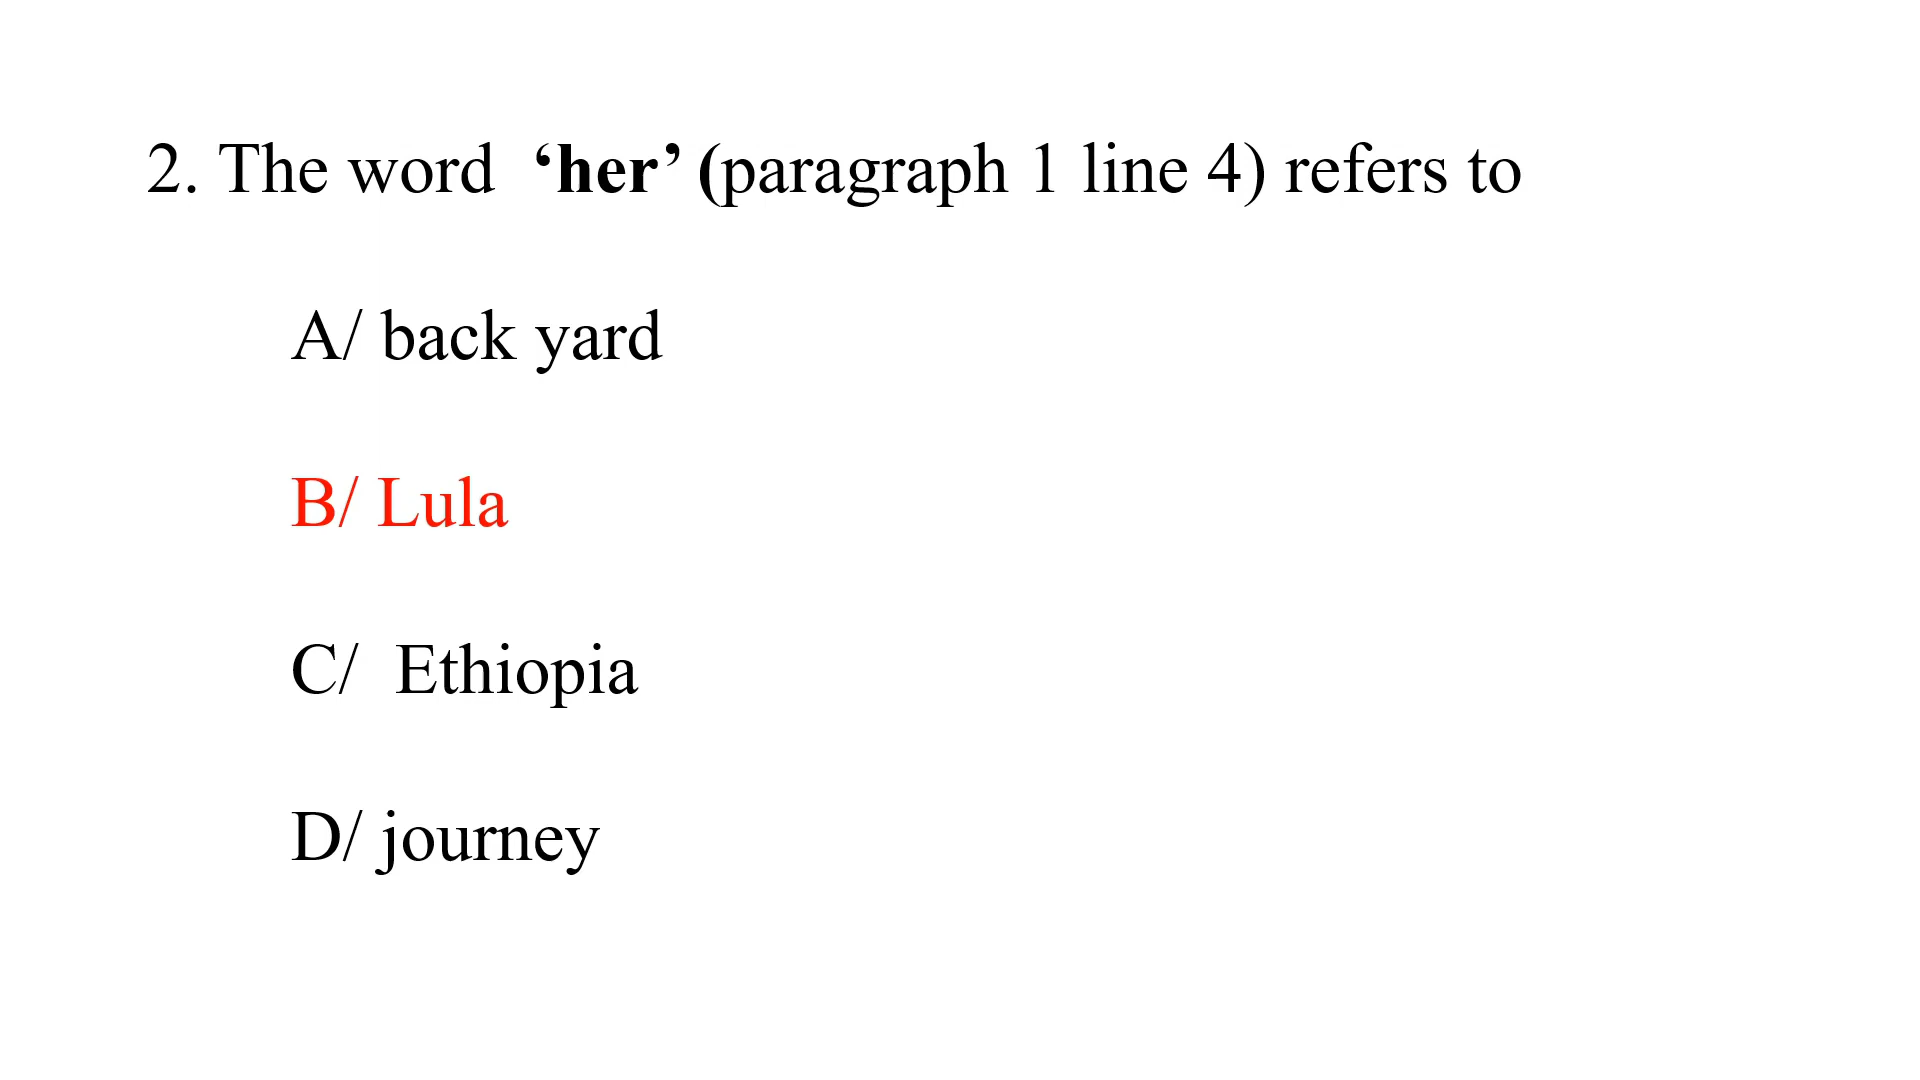 2. The word ‘her’ (paragraph 1 line 4) refers to
A/ back yard
B/ Lula
C/ Ethiopia
D/ journey